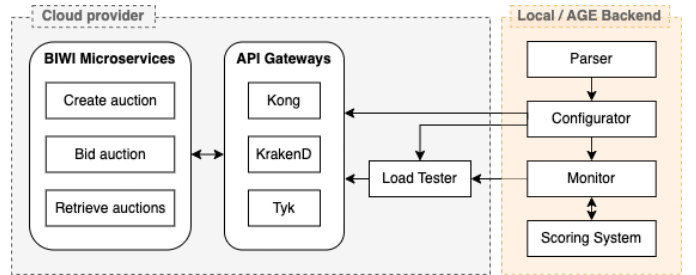 Cloud provider
Local / AGE Backend
BIWI Microservices
Create auction
Bid auction
Retrieve auctions
API Gateways
Kong
KrakenD
Tyk
Load Tester
Parser
Configurator
Monitor
Scoring System